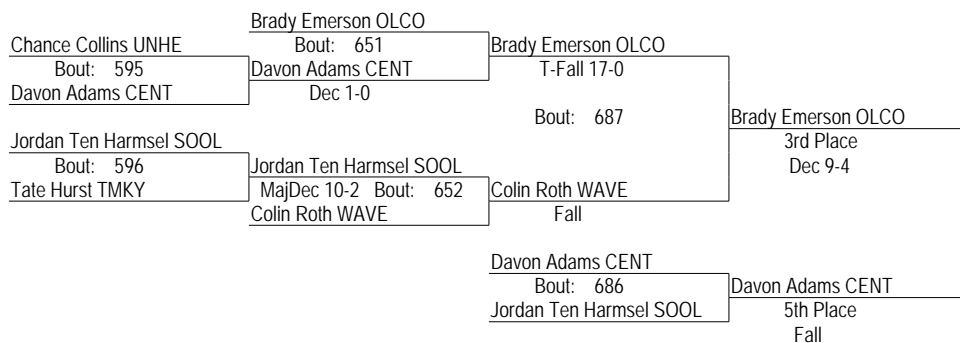 Brady Emerson OLCO
Chance Collins UNHE
Bout: 651
Brady Emerson OLCO
Bout: 595
Davon Adams CENT
T-Fall 17-0
Davon Adams CENT
Dec 1-0
Bout: 687
Brady Emerson OLCO
Jordan Ten Harmsel SOOL
3rd Place
Bout: 596
Jordan Ten Harmsel SOOL
Dec 9-4
Tate Hurst TMKY
MajDec 10-2 Bout: 652
Colin Roth WAVE
Colin Roth WAVE
Fall
Davon Adams CENT
Bout: 686
Davon Adams CENT
Jordan Ten Harmsel SOOL
5th Place
Fall